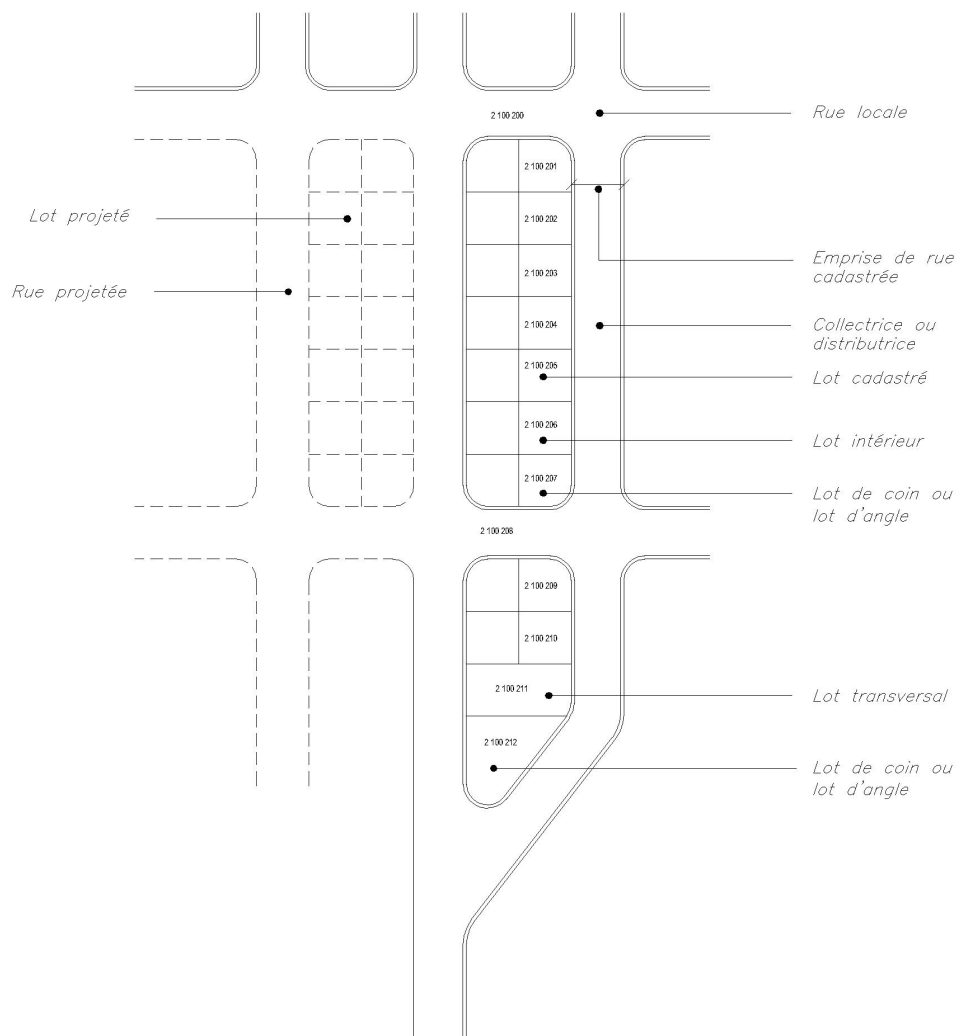 2 100 200
Rue locale
2 100 201
2 100 202
Lot projeté
Emprise de rue
cadastrée
2 100 203
Rue projetée
2 100 204
Collectrice ou
distributrice
2 100 205
Lot cadastré
2 100 206
Lot intérieur
2 100 207
Lot de coin ou
lot d'angle
2 100 208
2 100 209
2 100 210
2 100 211
Lot transversal
2 100 212
Lot de coin ou
lot d'angle